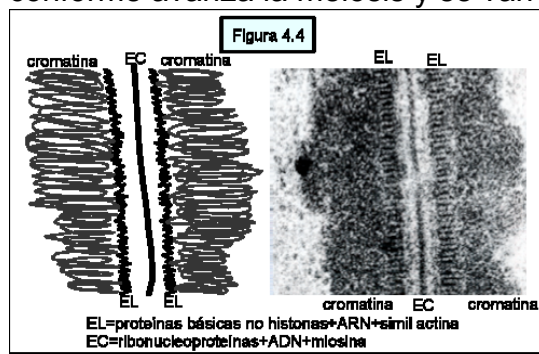 conforme avanza la meiosis y se van
Figura 4.4
cromatina EC cromatina
EL EL
EL EL
cromatina EC cromatina
EL=proteínas básicas no histonas+ARN+simil actina
EC=ribonucleoproteínas+ADN+miosina